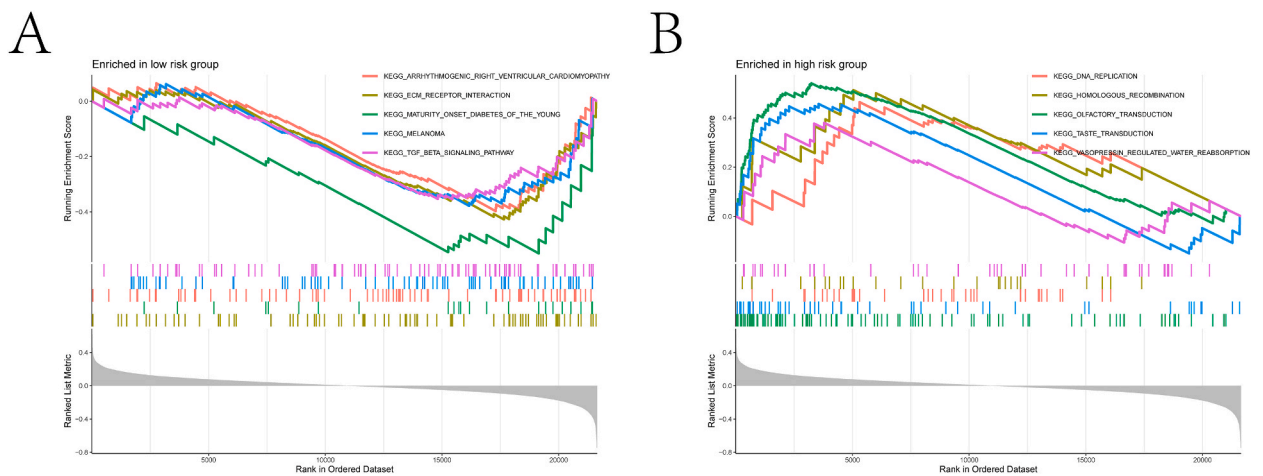 A
Enriched in low risk group
KEGG_ARRHYTHMOGENIC_RIGHT_VENTRICULAR_CARDIOMYOPATHY
KEGG_ECM_RECEPTOR_INTERACTION
KEGG_MATURITY_ONSET_DIABETES_OF_THE_YOUNG
KEGG_MELANOMA
KEGG_TGF_BETA_SIGNALING_PATHWAY
Running Enrichment Score
0.0
-0.2
-0.4
Ranked List Metric
0.4
0.0
-0.4
-0.8
5000 10000 15000 20000
Rank in Ordered Dataset
B
Enriched in high risk group
KEGG_DNA_REPLICATION
KEGG_HOMOLOGOUS_RECOMBINATION
KEGG_OLFACTORY_TRANSDUCTION
KEGG_TASTE_TRANSDUCTION
KEGG_VASOPRESSIN_REGULATED_WATER_REABSORPTION
Running Enrichment Score
0.4
0.2
0.0
Ranked List Metric
0.4
0.0
-0.4
-0.8
5000 10000 15000 20000
Rank in Ordered Dataset